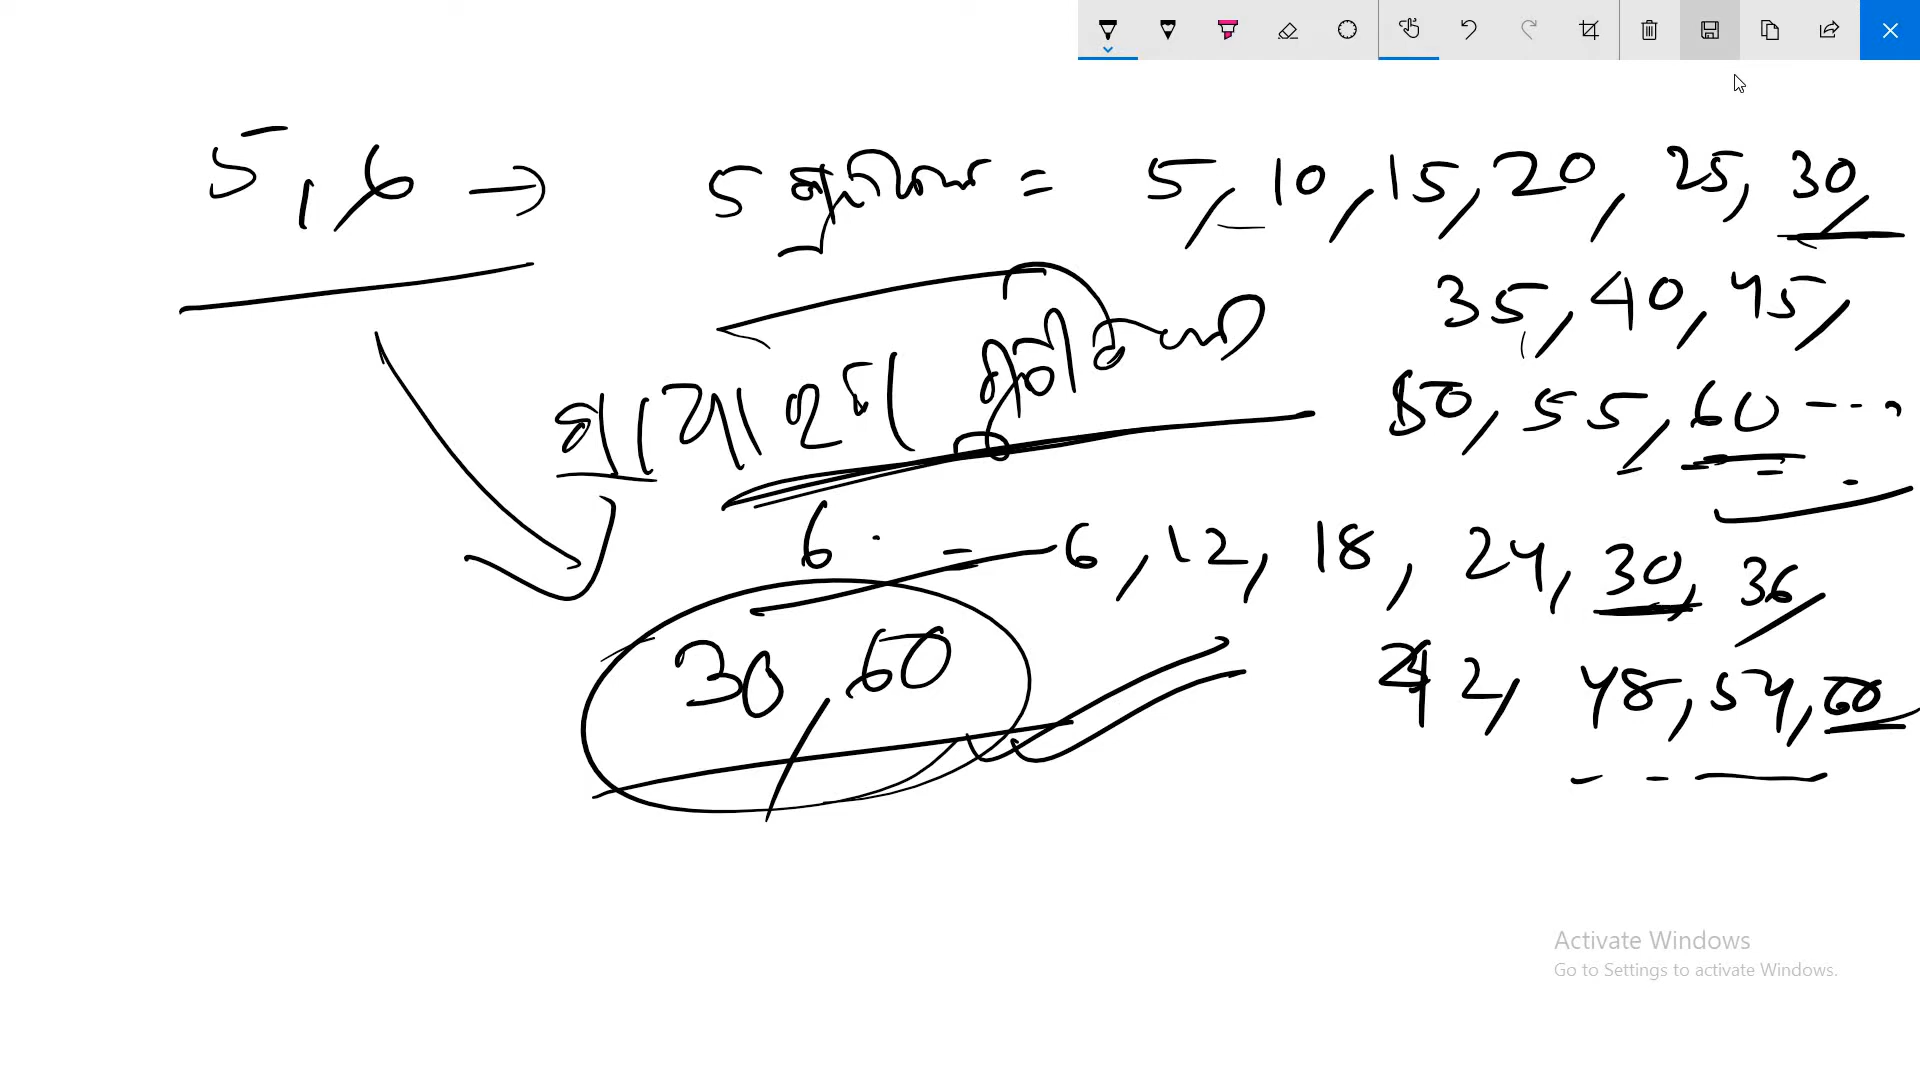 5, 6 → 5 = 5, 10, 15, 20, 25, 30,
35, 40, 45,
50, 55, 60 ----
6 = 6, 12, 18, 24, 30, 36
30, 60
42, 48, 54, 60
Activate Windows
Go to Settings to activate Windows.